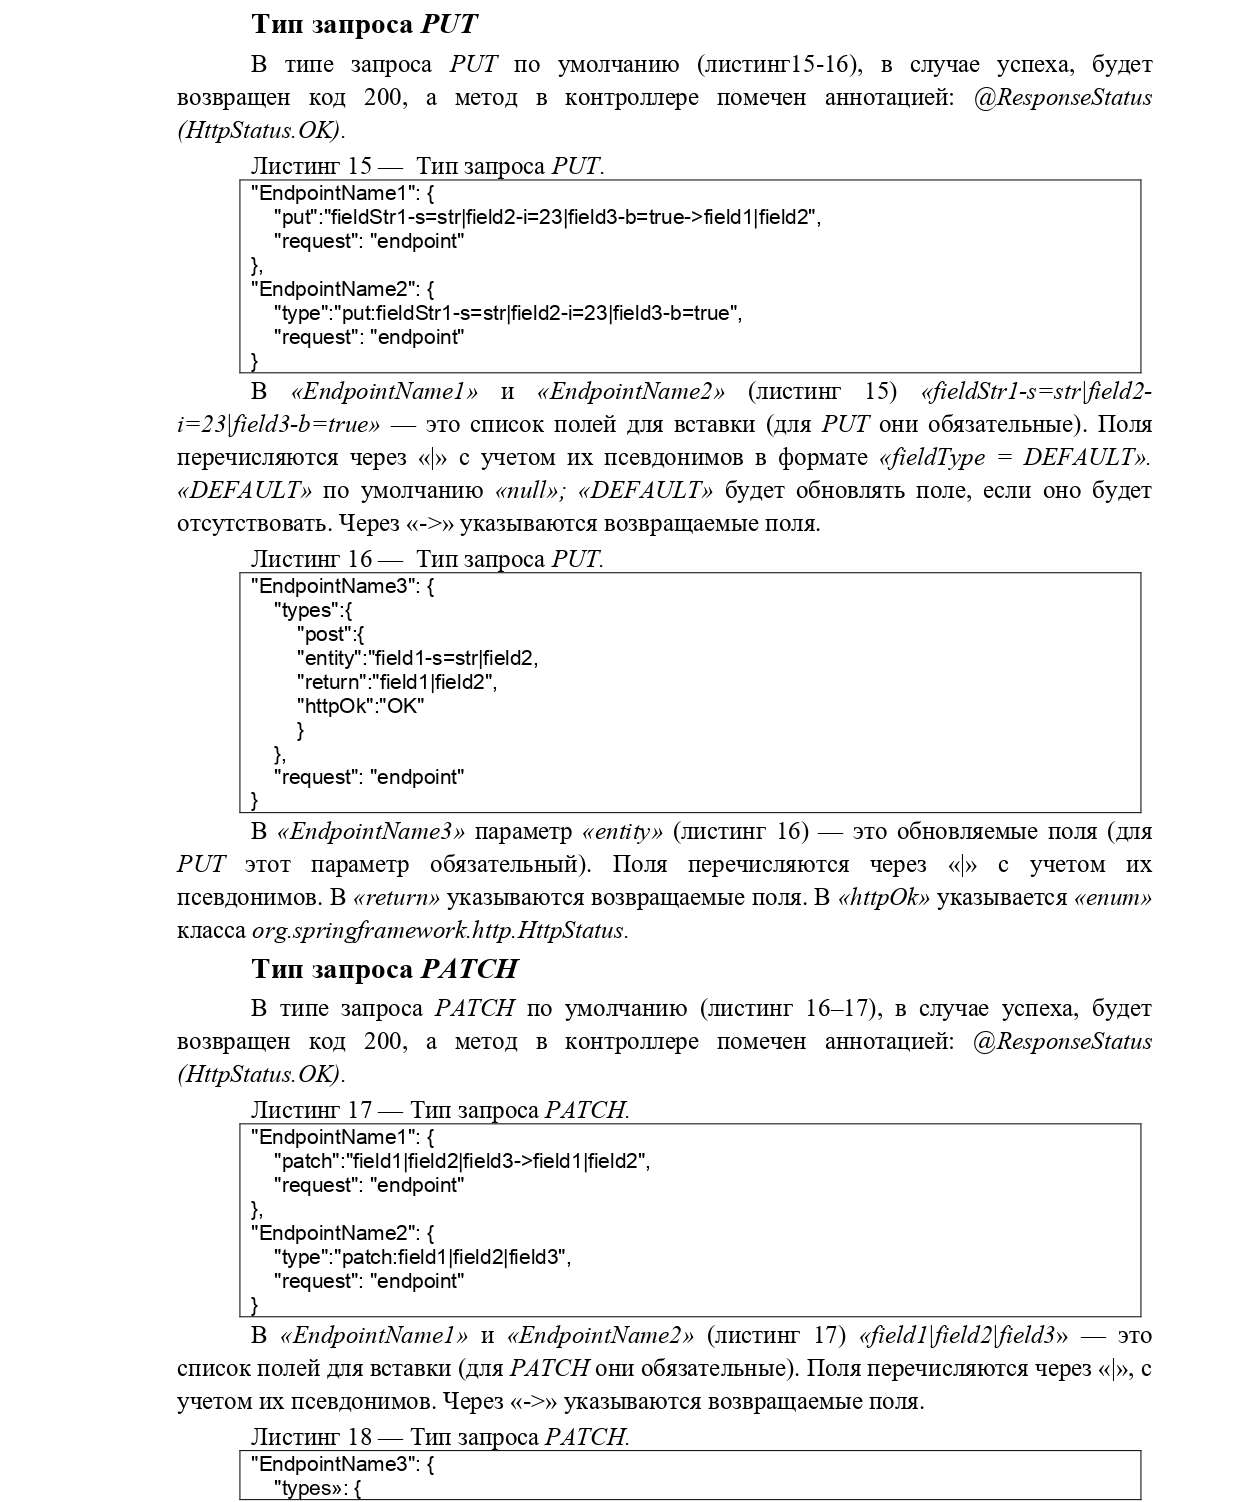 Тип запроса PUT
В типе запроса PUT по умолчанию (листинг15-16), в случае успеха, будет
возвращен код 200, а метод в контроллере помечен аннотацией: @ResponseStatus
(HttpStatus.OK).
Листинг 15 — Тип запроса PUT.
"EndpointName1": {
"put":"fieldStr1-s=str|field2-i=23|field3-b=true->field1|field2",
"request": "endpoint"
},
"EndpointName2": {
"type":"put:fieldStr1-s=str|field2-i=23|field3-b=true",
"request": "endpoint"
}
В «EndpointName1» и «EndpointName2» (листинг 15) «fieldStr1-s=str|field2-
i=23|field3-b=true» — это список полей для вставки (для PUT они обязательные). Поля
перечисляются через «|» с учетом их псевдонимов в формате «fieldType = DEFAULT».
«DEFAULT» по умолчанию «null»; «DEFAULT» будет обновлять поле, если оно будет
отсутствовать. Через «->» указываются возвращаемые поля.
Листинг 16 — Тип запроса PUT.
"EndpointName3": {
"types":{
"post":{
"entity":"field1-s=str|field2,
"return":"field1|field2",
"httpOk":"OK"
}
},
"request": "endpoint"
}
В «EndpointName3» параметр «entity» (листинг 16) — это обновляемые поля (для
PUT этот параметр обязательный). Поля перечисляются через «|» с учетом их
псевдонимов. В «return» указываются возвращаемые поля. В «httpOk» указывается «enum»
класса org.springframework.http.HttpStatus.
Тип запроса PATCH
В типе запроса PATCH по умолчанию (листинг 16–17), в случае успеха, будет
возвращен код 200, а метод в контроллере помечен аннотацией: @ResponseStatus
(HttpStatus.OK).
Листинг 17 — Тип запроса PATCH.
"EndpointName1": {
"patch":"field1|field2|field3->field1|field2",
"request": "endpoint"
},
"EndpointName2": {
"type":"patch:field1|field2|field3",
"request": "endpoint"
}
В «EndpointName1» и «EndpointName2» (листинг 17) «field1|field2|field3» — это
список полей для вставки (для PATCH они обязательные). Поля перечисляются через «|», с
учетом их псевдонимов. Через «->» указываются возвращаемые поля.
Листинг 18 — Тип запроса PATCH.
"EndpointName3": {
"types»: {